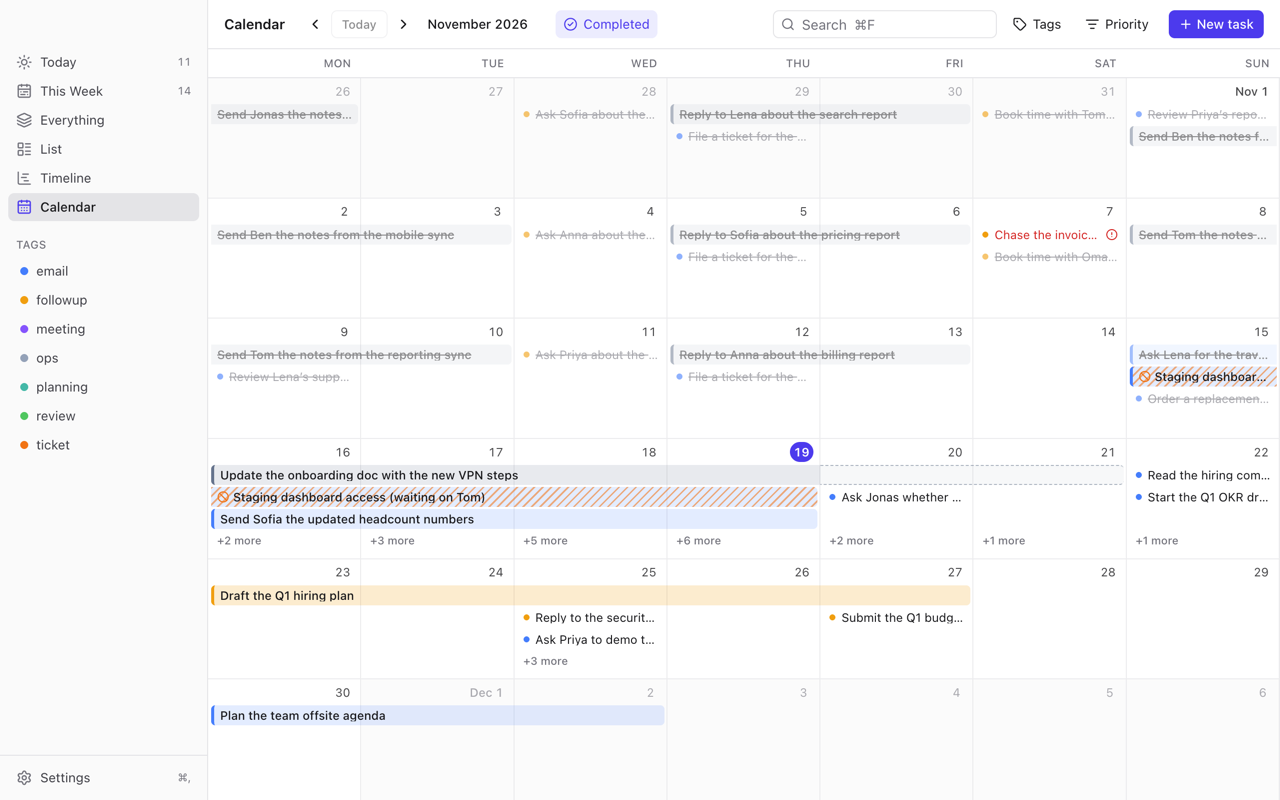 Calendar
Today
November 2026
Completed
Search ⌘F
Tags
Priority
+ New task
Today 11
This Week 14
Everything
List
Timeline
Calendar
TAGS
email
followup
meeting
ops
planning
review
ticket
Settings ⌘,
MON TUE WED THU FRI SAT SUN
26 27 28 29 30 31 Nov 1
Send Jonas the notes...
Ask Sofia about the...
Reply to Lena about the search report
Book time with Tom...
Review Priya's repo...
File a ticket for the ...
Send Ben the notes f...
2 3 4 5 6 7 8
Send Ben the notes from the mobile sync
Ask Anna about the...
Reply to Sofia about the pricing report
Chase the invoic...
Send Tom the notes ...
File a ticket for the ...
Book time with Oma...
9 10 11 12 13 14 15
Send Tom the notes from the reporting sync
Ask Priya about the ...
Reply to Anna about the billing report
Ask Lena for the trav...
Review Lena's supp...
File a ticket for the ...
Staging dashboar...
Order a replacemen...
16 17 18 19 20 21 22
Update the onboarding doc with the new VPN steps
Read the hiring com...
Staging dashboard access (waiting on Tom)
Ask Jonas whether ...
Start the Q1 OKR dr...
Send Sofia the updated headcount numbers
+2 more +3 more +5 more +6 more +2 more +1 more +1 more
23 24 25 26 27 28 29
Draft the Q1 hiring plan
Reply to the securit...
Submit the Q1 budg...
Ask Priya to demo t...
+3 more
30 Dec 1 2 3 4 5 6
Plan the team offsite agenda